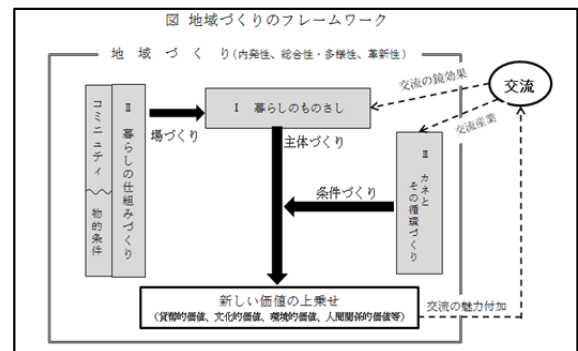 図 地域づくりのフレームワーク
地 域 づ く り(内発性、総合性・多様性、革新性)
交流
交流の鏡効果
交流産業
Ⅰ 暮らしのものさし
Ⅱ 暮らしの仕組みづくり
コミニュティ
物的条件
場づくり
主体づくり
条件づくり
Ⅲ カネと
その循環づくり
新しい価値の上乗せ
(貨幣的価値、文化的価値、環境的価値、人間関係的価値等)
交流の魅力付加